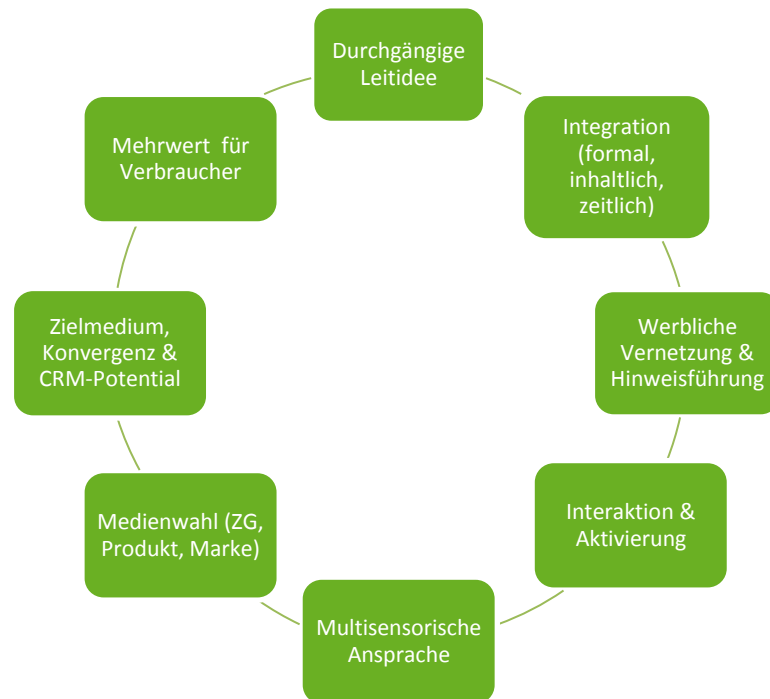 Durchgängige
Leitidee
Integration
(formal,
inhaltlich,
zeitlich)
Werbliche
Vernetzung &
Hinweisführung
Interaktion &
Aktivierung
Multisensorische
Ansprache
Medienwahl (ZG,
Produkt, Marke)
Zielmedium,
Konvergenz &
CRM-Potential
Mehrwert für
Verbraucher